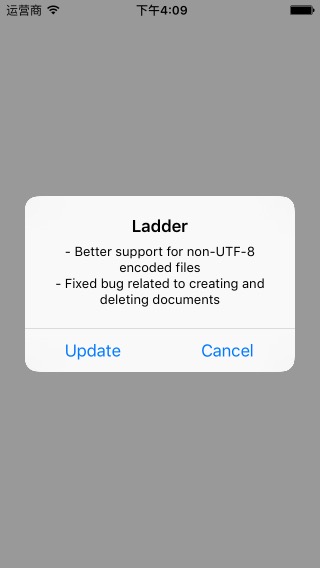 运营商 下午4:09
Ladder
- Better support for non-UTF-8
encoded files
- Fixed bug related to creating and
deleting documents
Update Cancel